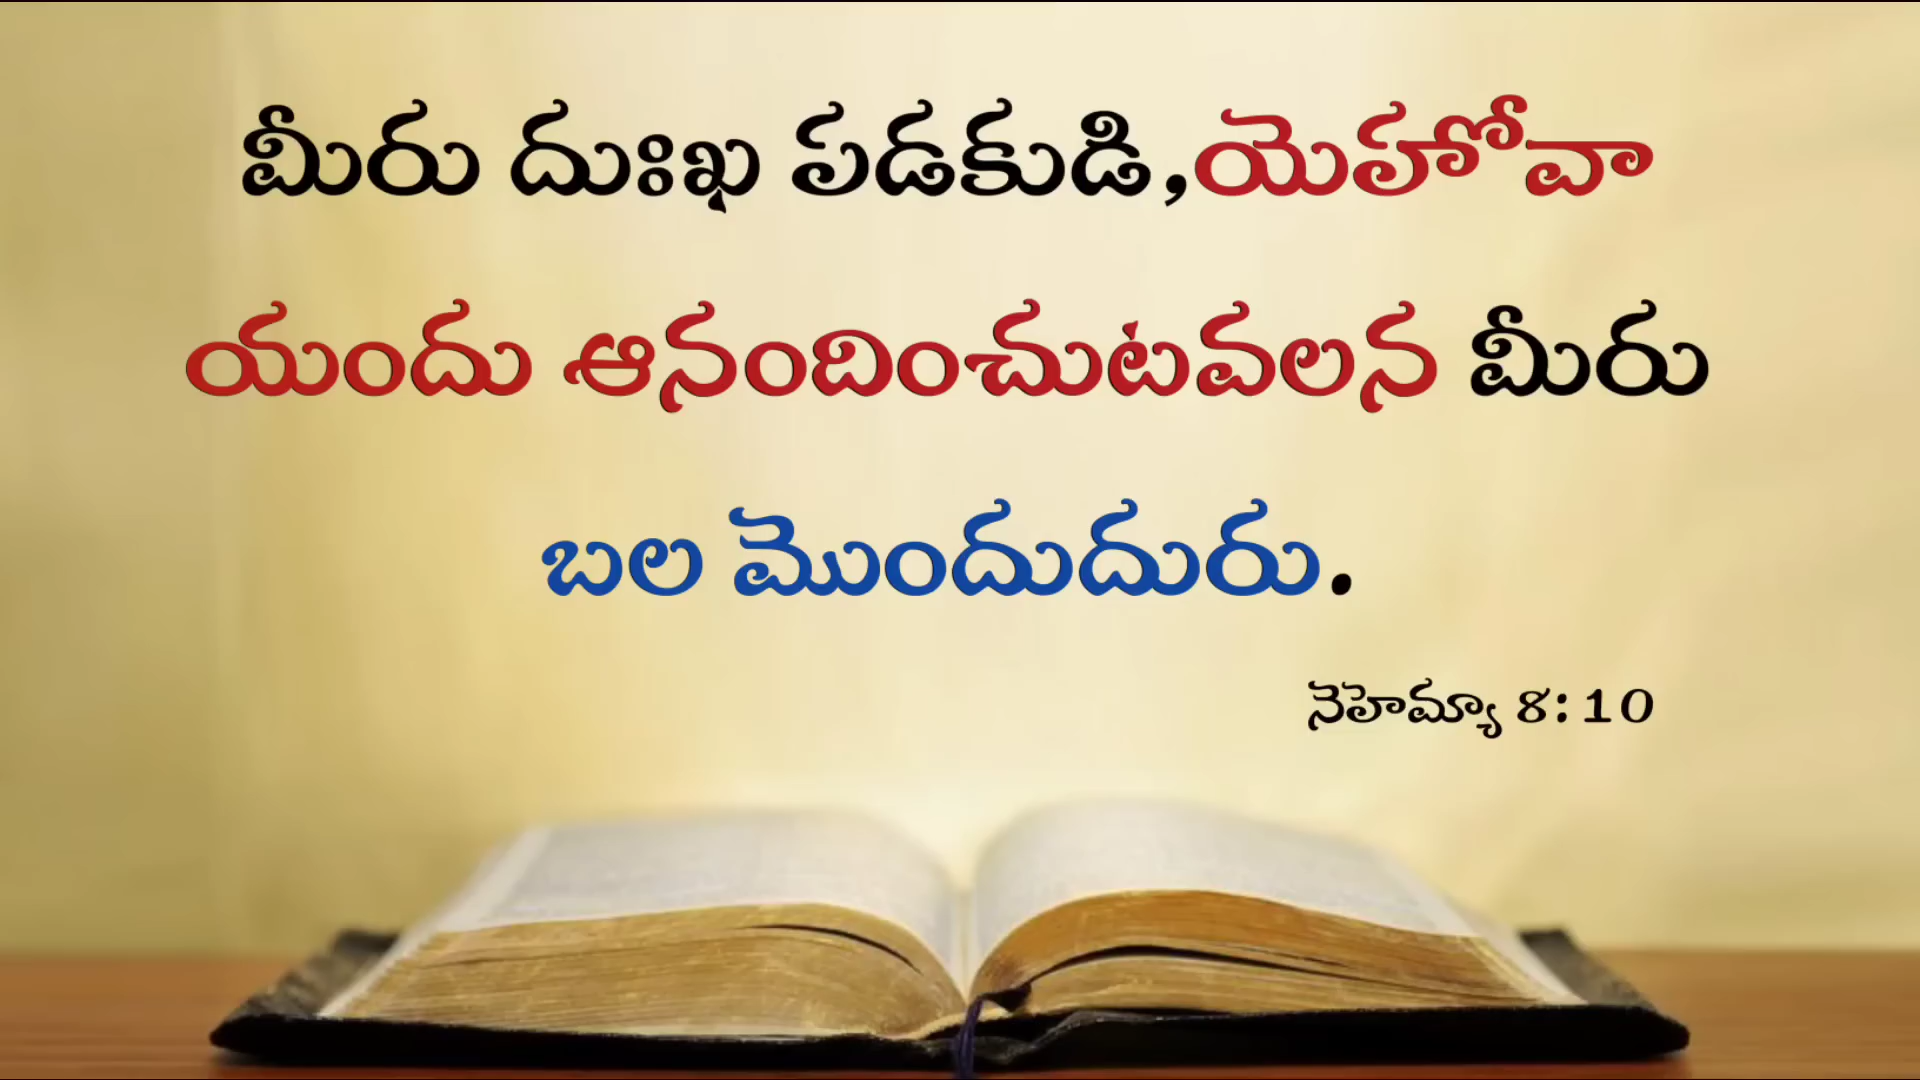 మీరు దుఃఖ పడకుడి,యెహోవా
యందు ఆనందించుటవలన మీరు
బల మొందుదురు.
నెహెమ్యా 8:10